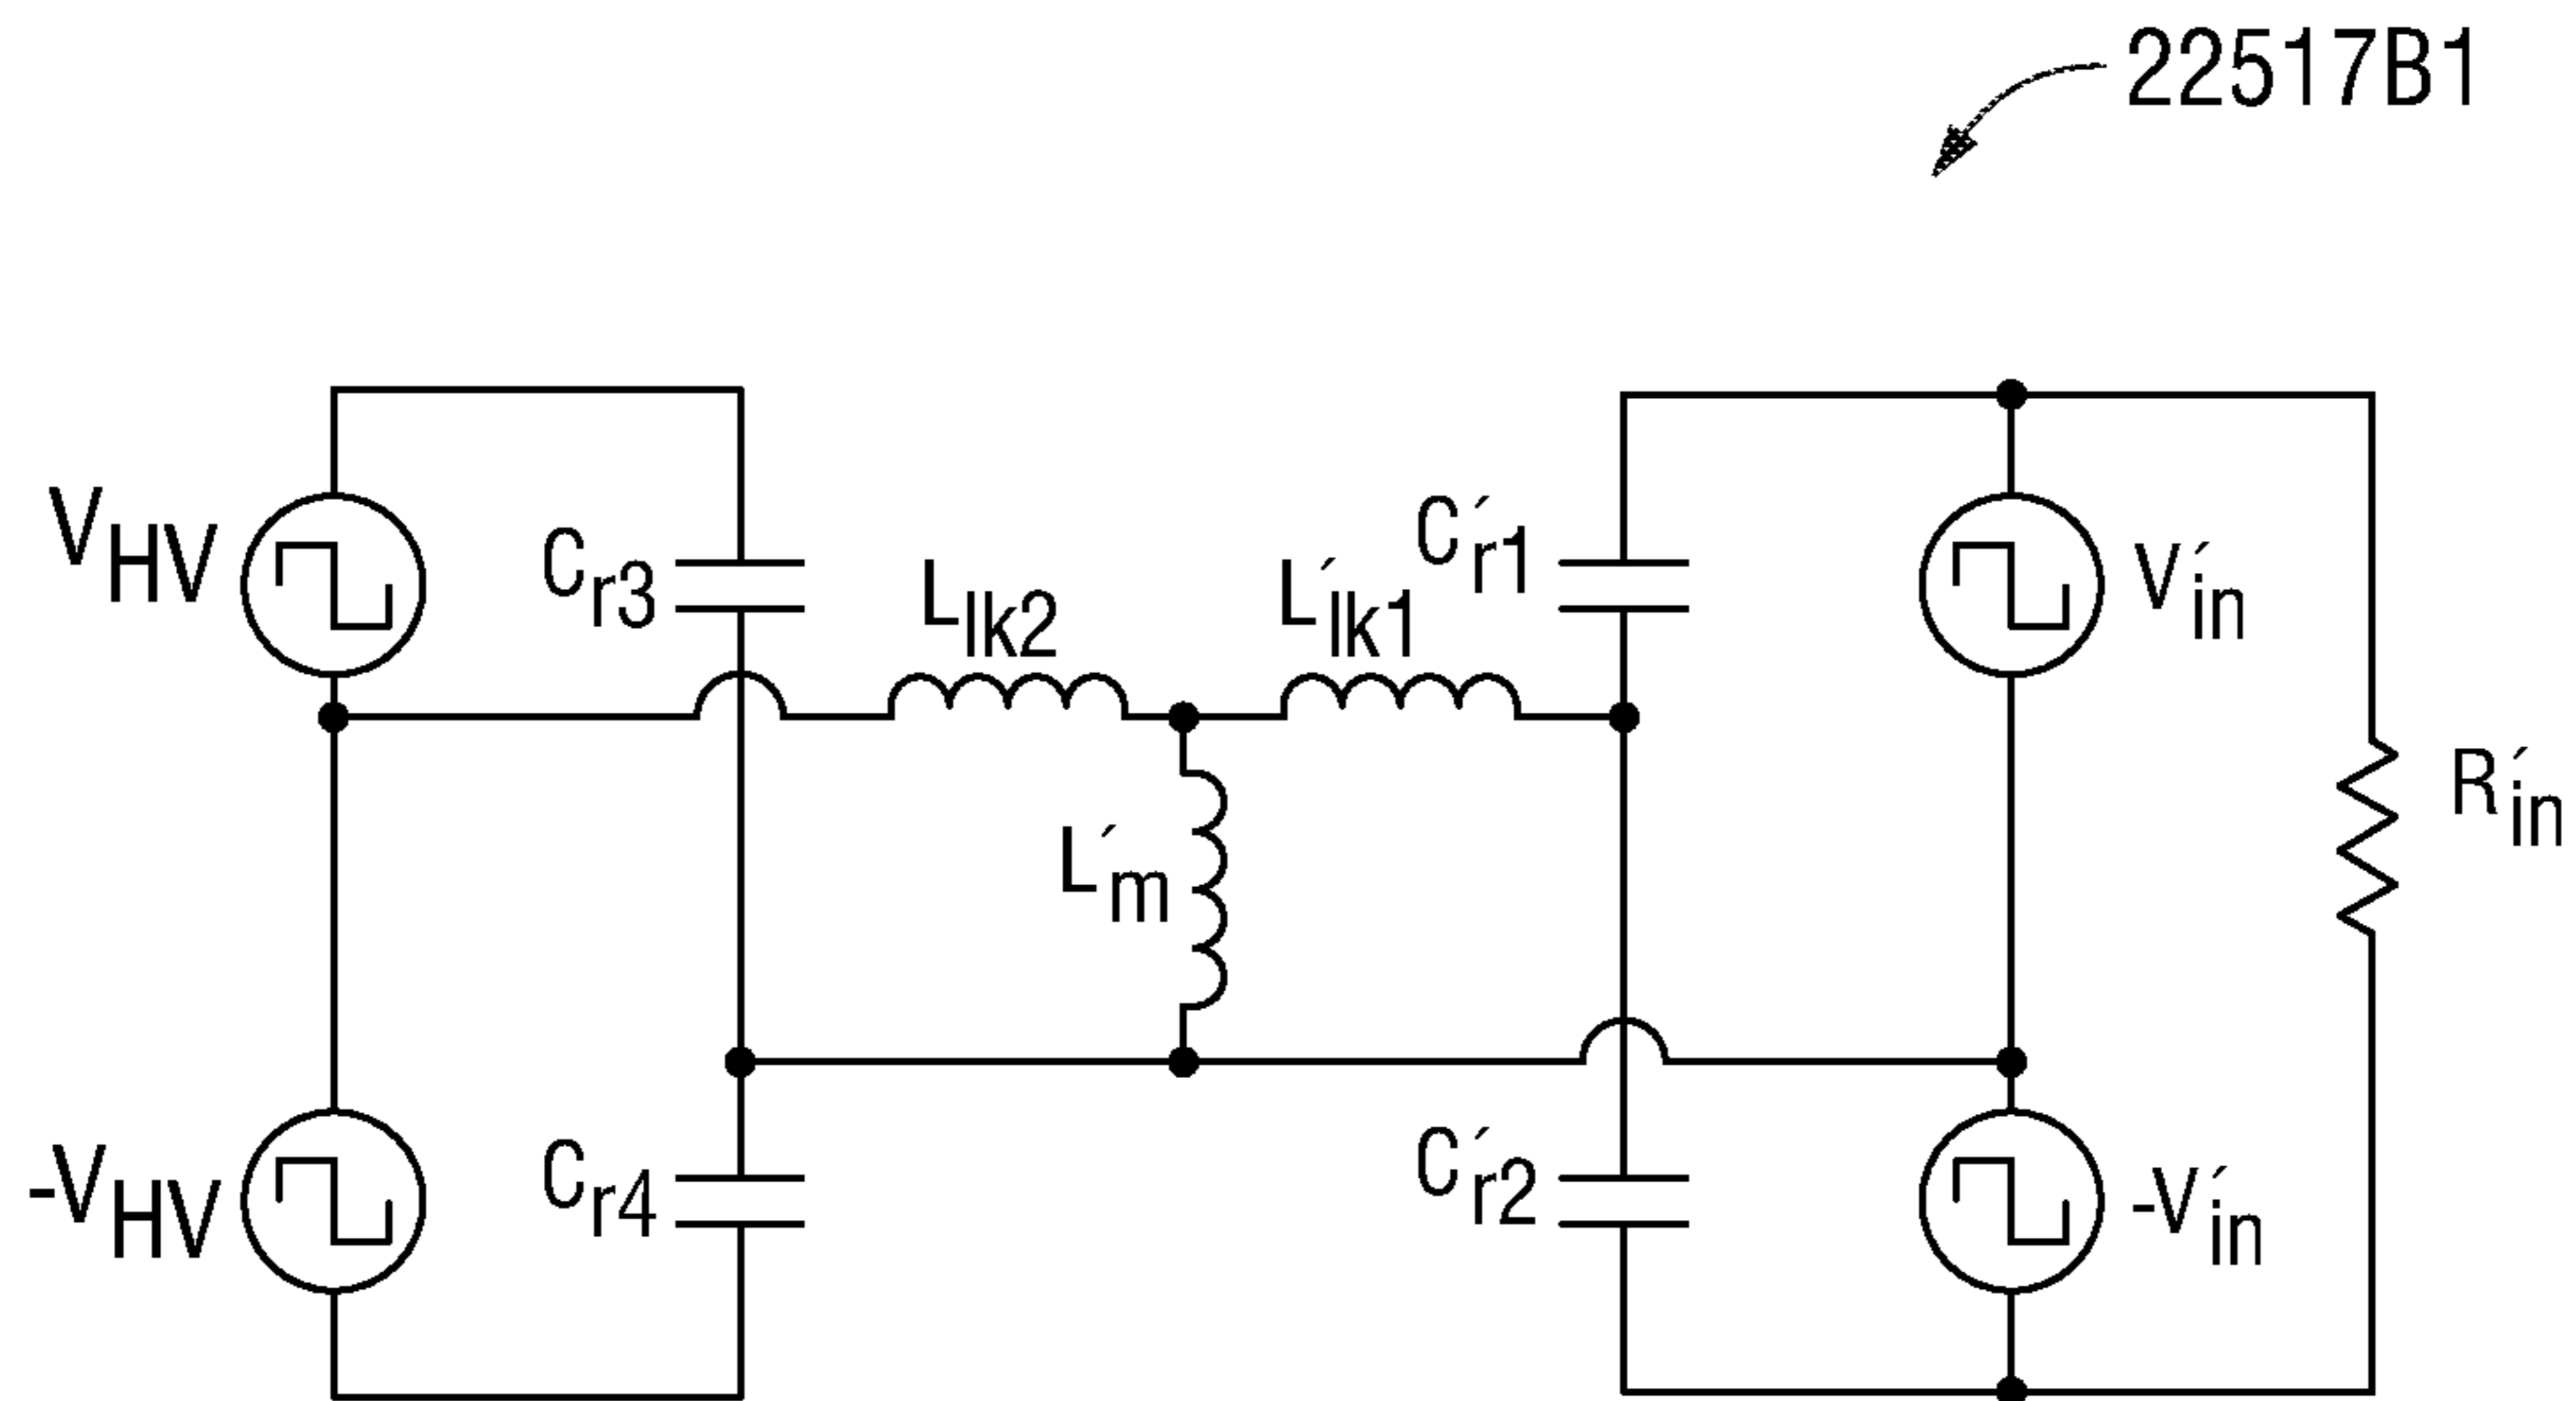 22517B1
V_HV
C_r3
L_lk2
L′_lk1
C′_r1
V′_in
R′_in
L′_m
-V_HV
C_r4
C′_r2
-V′_in